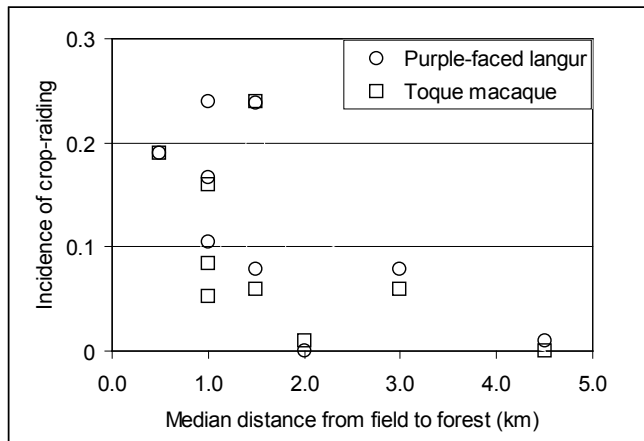 0.3
0.2
0.1
0
Incidence of crop-raiding
Purple-faced langur
Toque macaque
0.0 1.0 2.0 3.0 4.0 5.0
Median distance from field to forest (km)